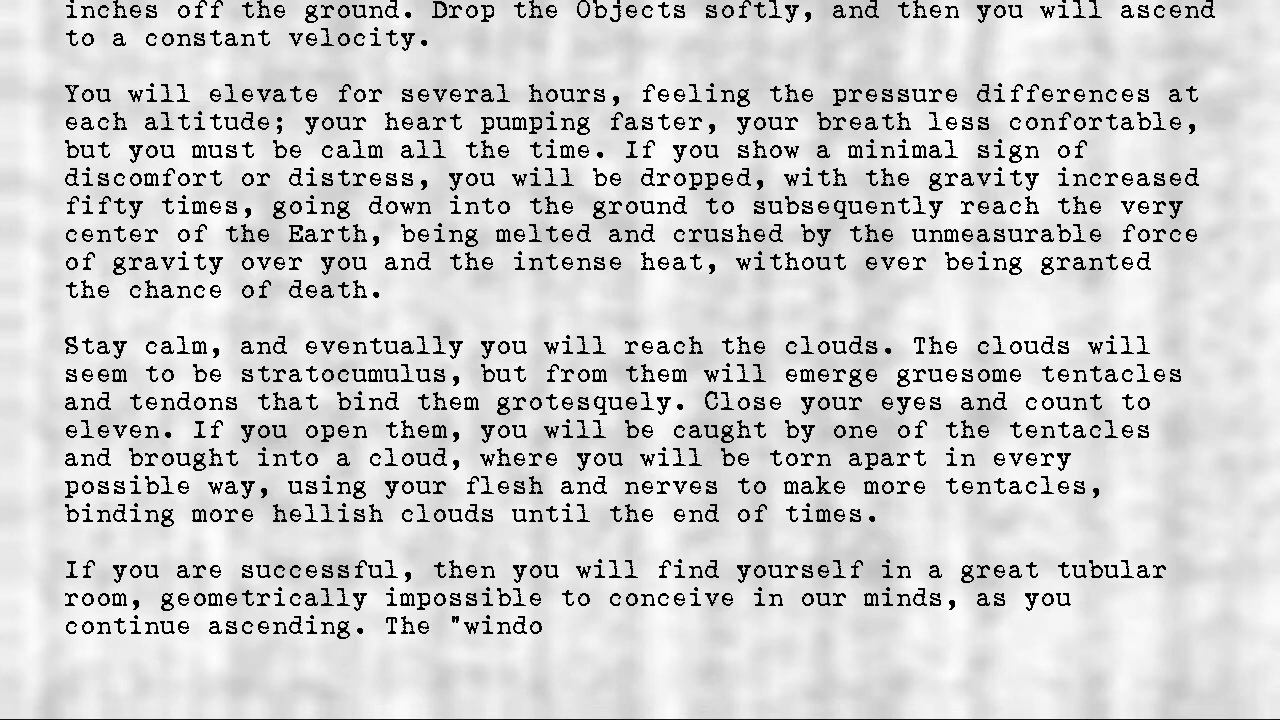 inches off the ground. Drop the Objects softly, and then you will ascend
to a constant velocity.
You will elevate for several hours, feeling the pressure differences at
each altitude; your heart pumping faster, your breath less confortable,
but you must be calm all the time. If you show a minimal sign of
discomfort or distress, you will be dropped, with the gravity increased
fifty times, going down into the ground to subsequently reach the very
center of the Earth, being melted and crushed by the unmeasurable force
of gravity over you and the intense heat, without ever being granted
the chance of death.
Stay calm, and eventually you will reach the clouds. The clouds will
seem to be stratocumulus, but from them will emerge gruesome tentacles
and tendons that bind them grotesquely. Close your eyes and count to
eleven. If you open them, you will be caught by one of the tentacles
and brought into a cloud, where you will be torn apart in every
possible way, using your flesh and nerves to make more tentacles,
binding more hellish clouds until the end of times.
If you are successful, then you will find yourself in a great tubular
room, geometrically impossible to conceive in our minds, as you
continue ascending. The "windo